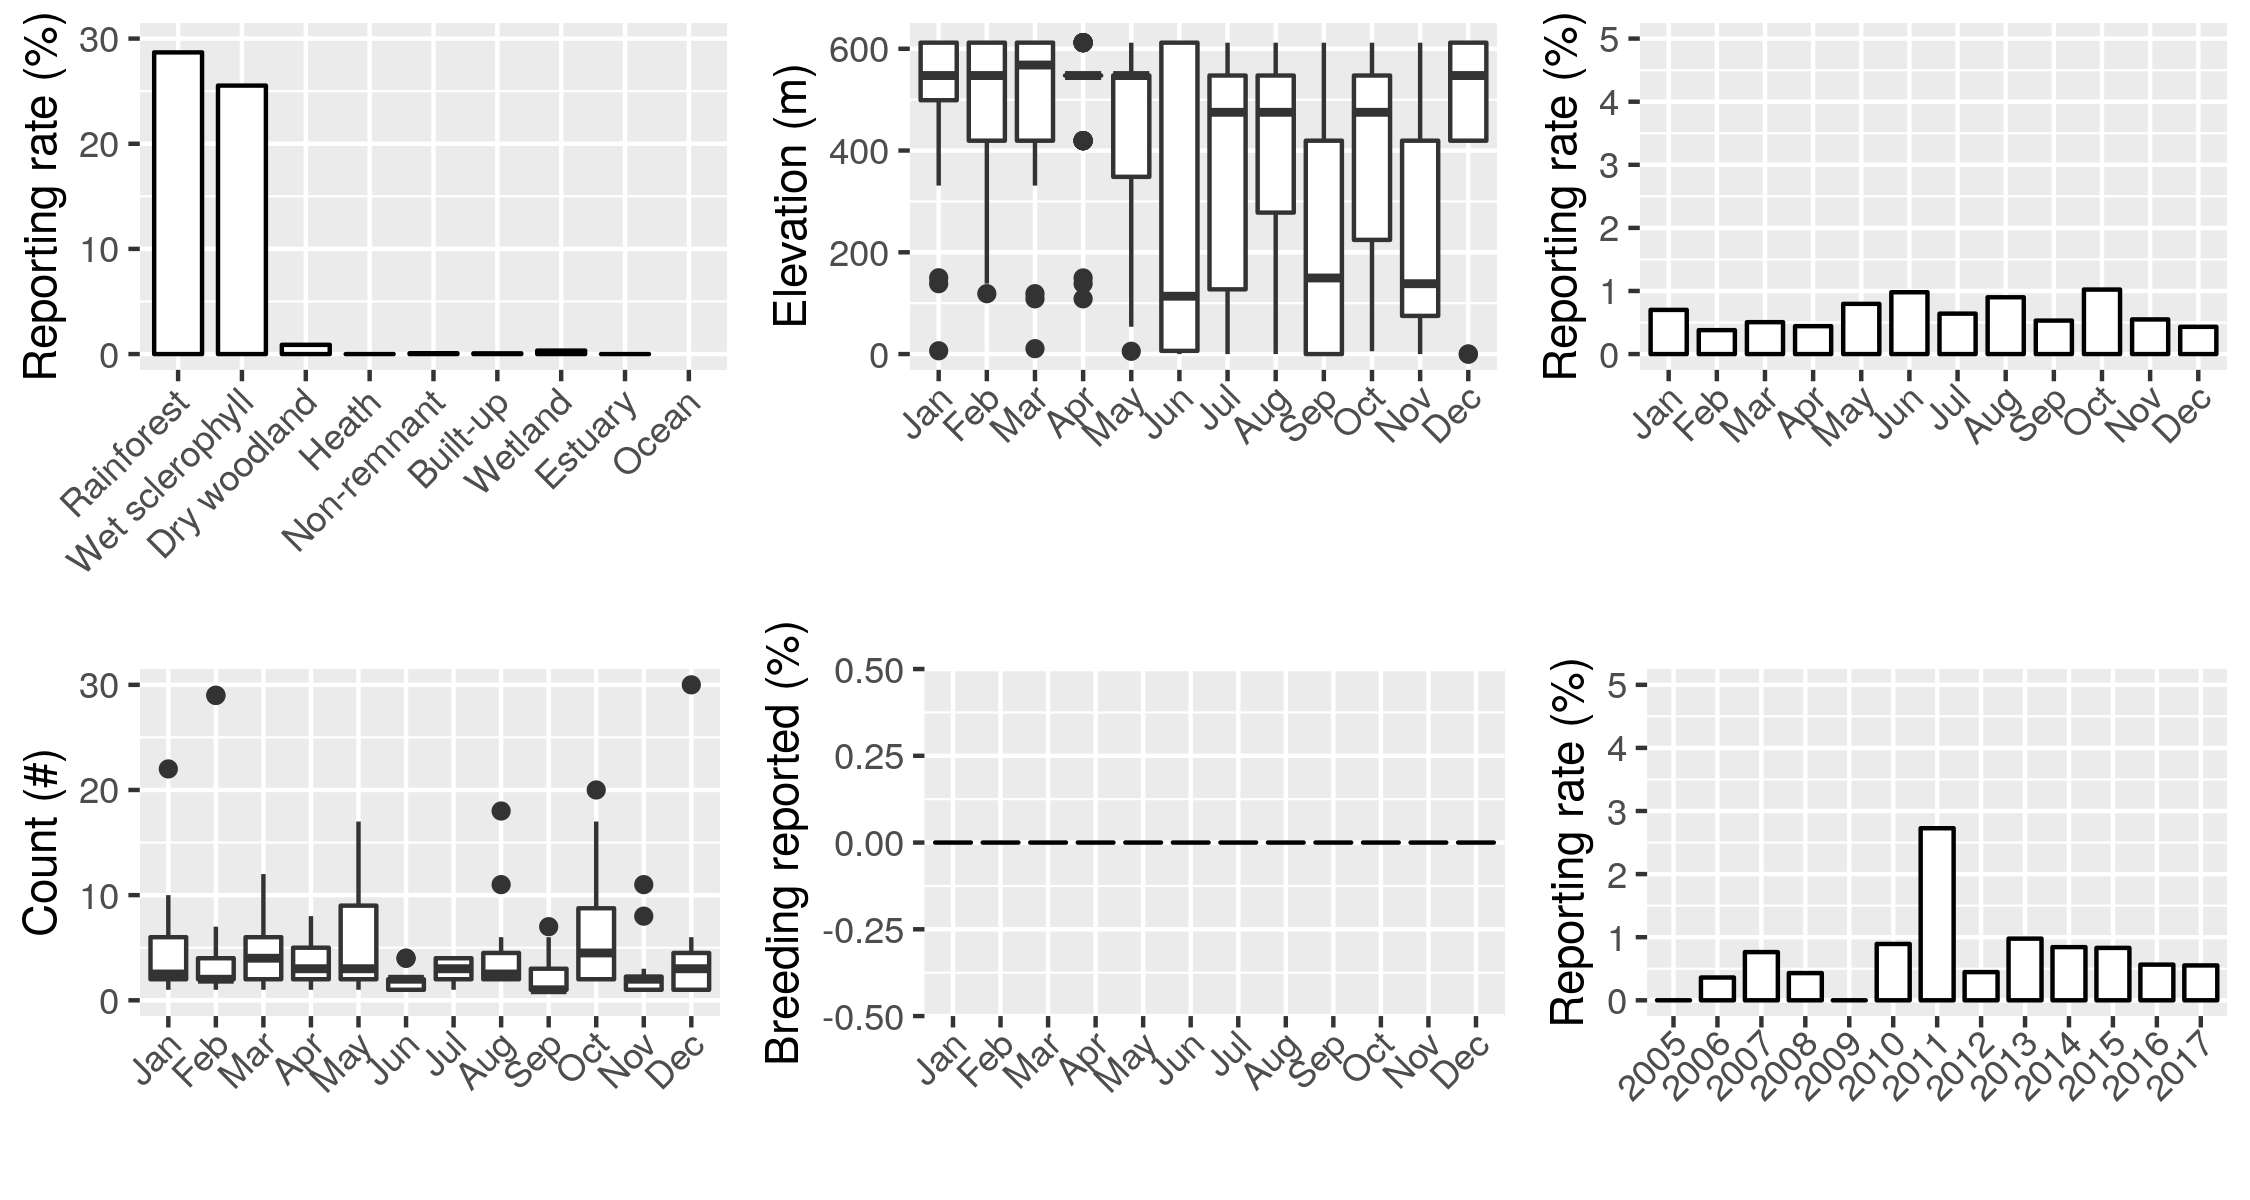 Reporting rate (%)
30
20
10
0
Rainforest
Wet sclerophyll
Dry woodland
Heath
Non-remnant
Built-up
Wetland
Estuary
Ocean
Elevation (m)
600
400
200
0
Jan
Feb
Mar
Apr
May
Jun
Jul
Aug
Sep
Oct
Nov
Dec
Reporting rate (%)
5
4
3
2
1
0
Jan
Feb
Mar
Apr
May
Jun
Jul
Aug
Sep
Oct
Nov
Dec
Count (#)
30
20
10
0
Jan
Feb
Mar
Apr
May
Jun
Jul
Aug
Sep
Oct
Nov
Dec
Breeding reported (%)
0.50
0.25
0.00
-0.25
-0.50
Jan
Feb
Mar
Apr
May
Jun
Jul
Aug
Sep
Oct
Nov
Dec
Reporting rate (%)
5
4
3
2
1
0
2005
2006
2007
2008
2009
2010
2011
2012
2013
2014
2015
2016
2017